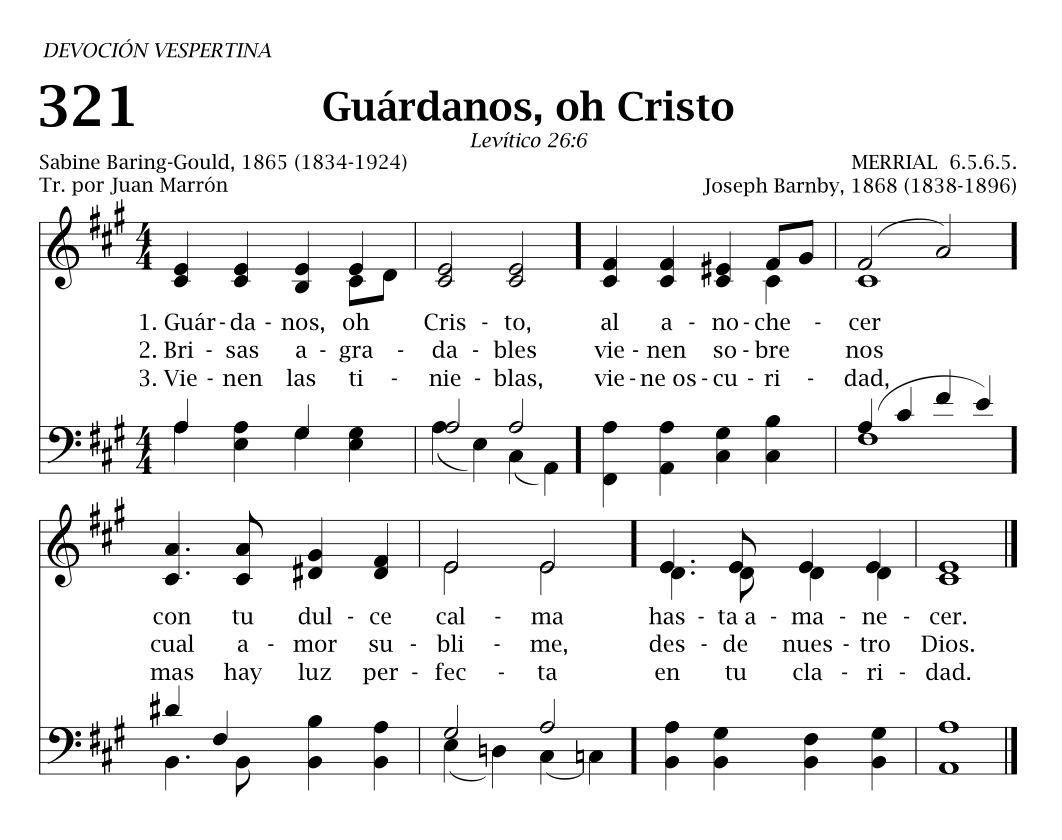 DEVOCIÓN VESPERTINA
321
Guárdanos, oh Cristo
Levítico 26:6
Sabine Baring-Gould, 1865 (1834-1924)
MERRIAL 6.5.6.5.
Tr. por Juan Marrón
Joseph Barnby, 1868 (1838-1896)
1. Guár - da - nos, oh Cris - to, al a - no - che - cer
2. Bri - sas a - gra - da - bles vie - nen so - bre nos
3. Vie - nen las ti - nie - blas, vie - ne os - cu - ri - dad,
con tu dul - ce cal - ma has - ta a - ma - ne - cer.
cual a - mor su - bli - me, des - de nues - tro Dios.
mas hay luz per - fec - ta en tu cla - ri - dad.